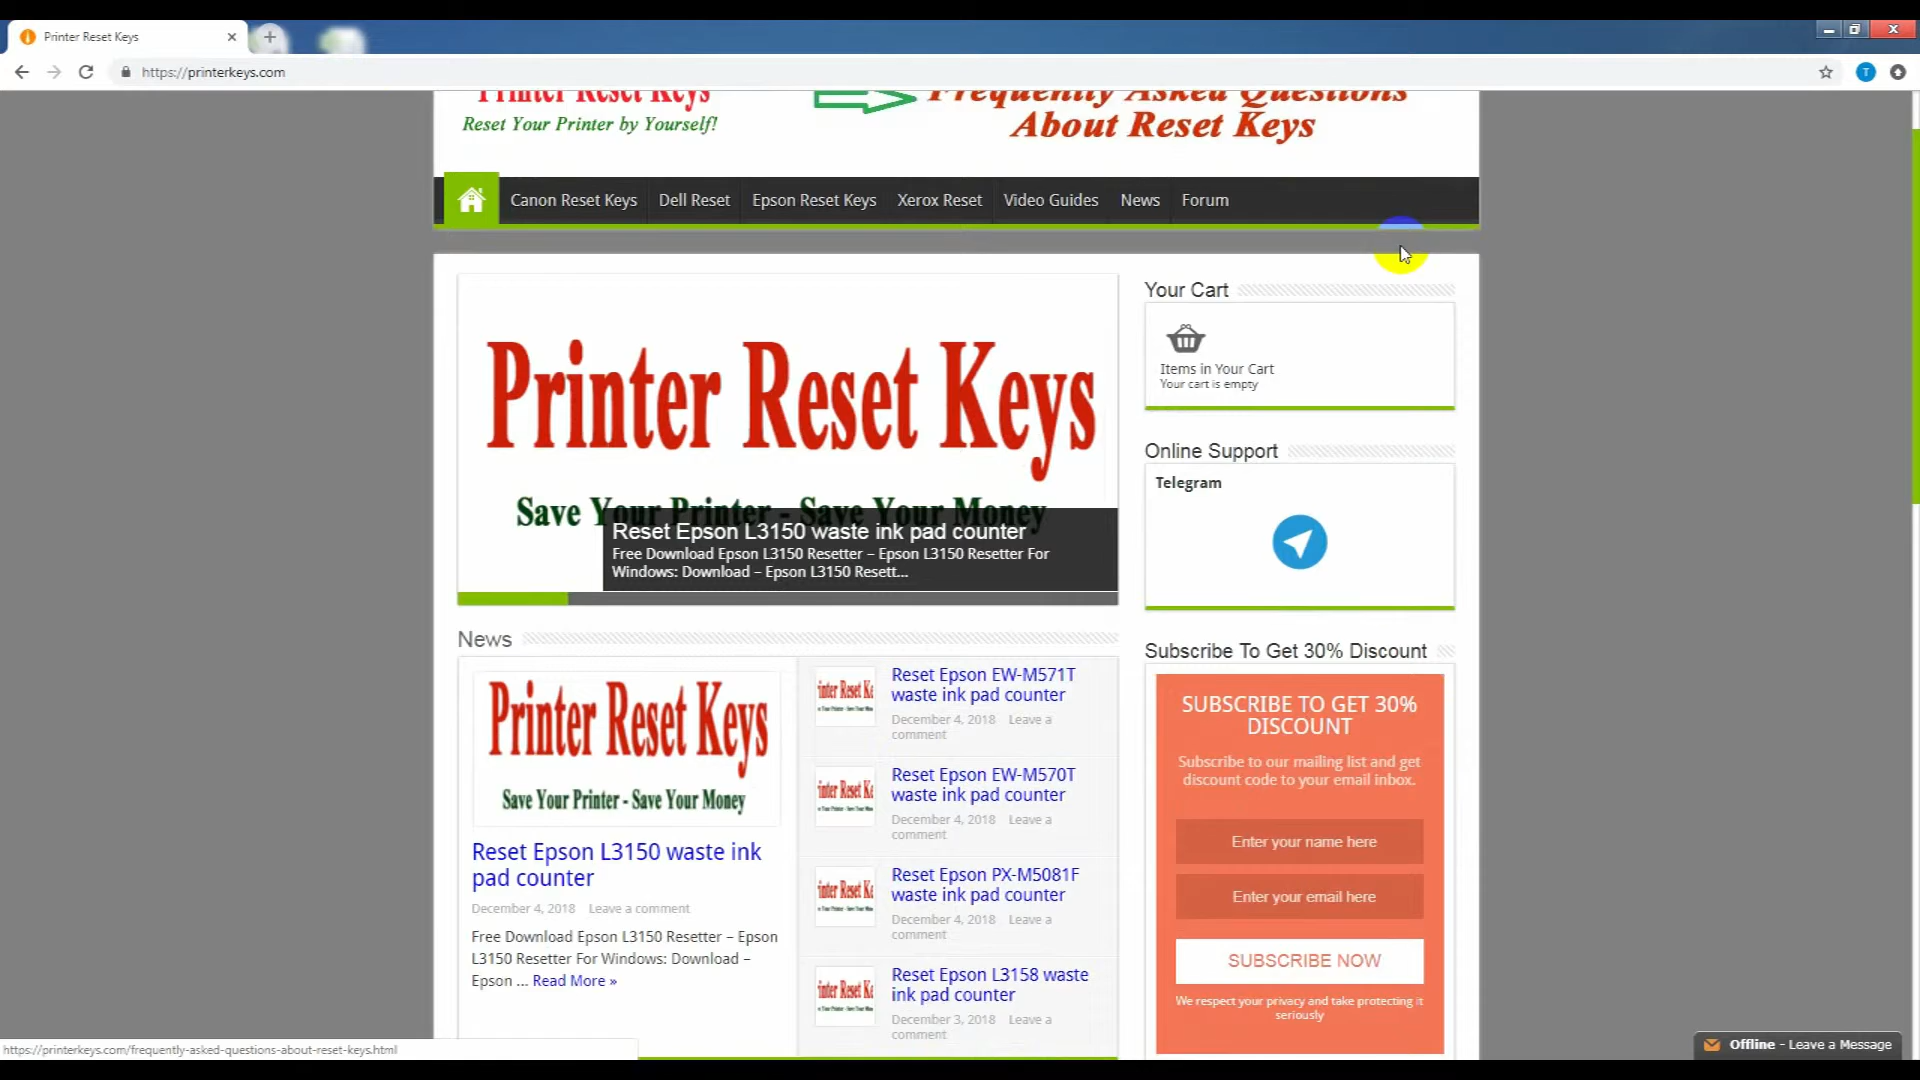 Printer Reset Keys
https://printerkeys.com
Printer Reset Keys
Reset Your Printer by Yourself!
Frequently Asked Questions
About Reset Keys
Canon Reset Keys
Dell Reset
Epson Reset Keys
Xerox Reset
Video Guides
News
Forum
Printer Reset Keys
Save Your Printer - Save Your Money
Reset Epson L3150 waste ink pad counter
Free Download Epson L3150 Resetter – Epson L3150 Resetter For
Windows: Download – Epson L3150 Resett...
Your Cart
Items in Your Cart
Your cart is empty
Online Support
Telegram
News
Printer Reset Keys
Save Your Printer - Save Your Money
Reset Epson L3150 waste ink
pad counter
December 4, 2018 Leave a comment
Free Download Epson L3150 Resetter – Epson
L3150 Resetter For Windows: Download –
Epson ... Read More »
Reset Epson EW-M571T
waste ink pad counter
December 4, 2018 Leave a
comment
Reset Epson EW-M570T
waste ink pad counter
December 4, 2018 Leave a
comment
Reset Epson PX-M5081F
waste ink pad counter
December 4, 2018 Leave a
comment
Reset Epson L3158 waste
ink pad counter
December 3, 2018 Leave a
comment
Subscribe To Get 30% Discount
SUBSCRIBE TO GET 30%
DISCOUNT
Subscribe to our mailing list and get
discount code to your email inbox.
Enter your name here
Enter your email here
SUBSCRIBE NOW
We respect your privacy and take protecting it
seriously
https://printerkeys.com/frequently-asked-questions-about-reset-keys.html
Offline - Leave a Message
T